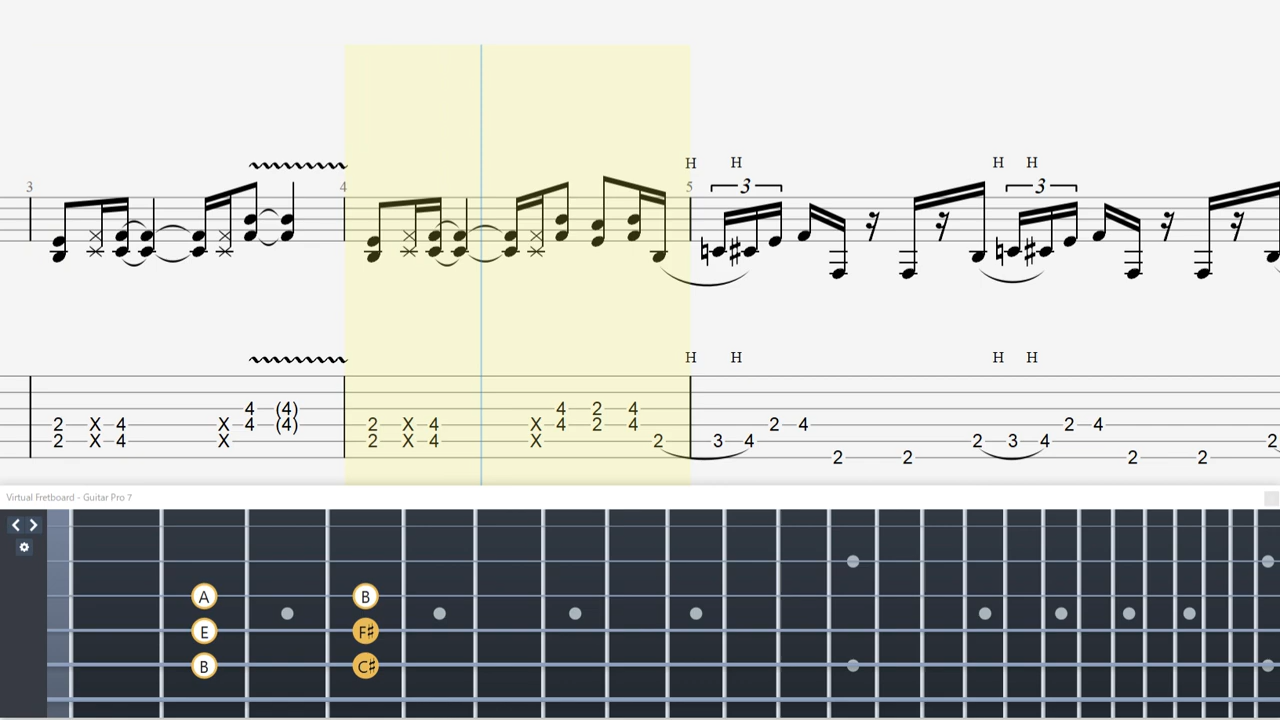 H H H H
3 4 5 3 3
H H H H
4 (4) 4 2 4
2 X 4 X 4 (4) 2 X 4 X 4 2 4 2 4 2 4
2 X 4 X 2 X 4 X 2 3 4 2 3 4 2
2 2 2 2
Virtual Fretboard - Guitar Pro 7
A B
E F♯
B C♯